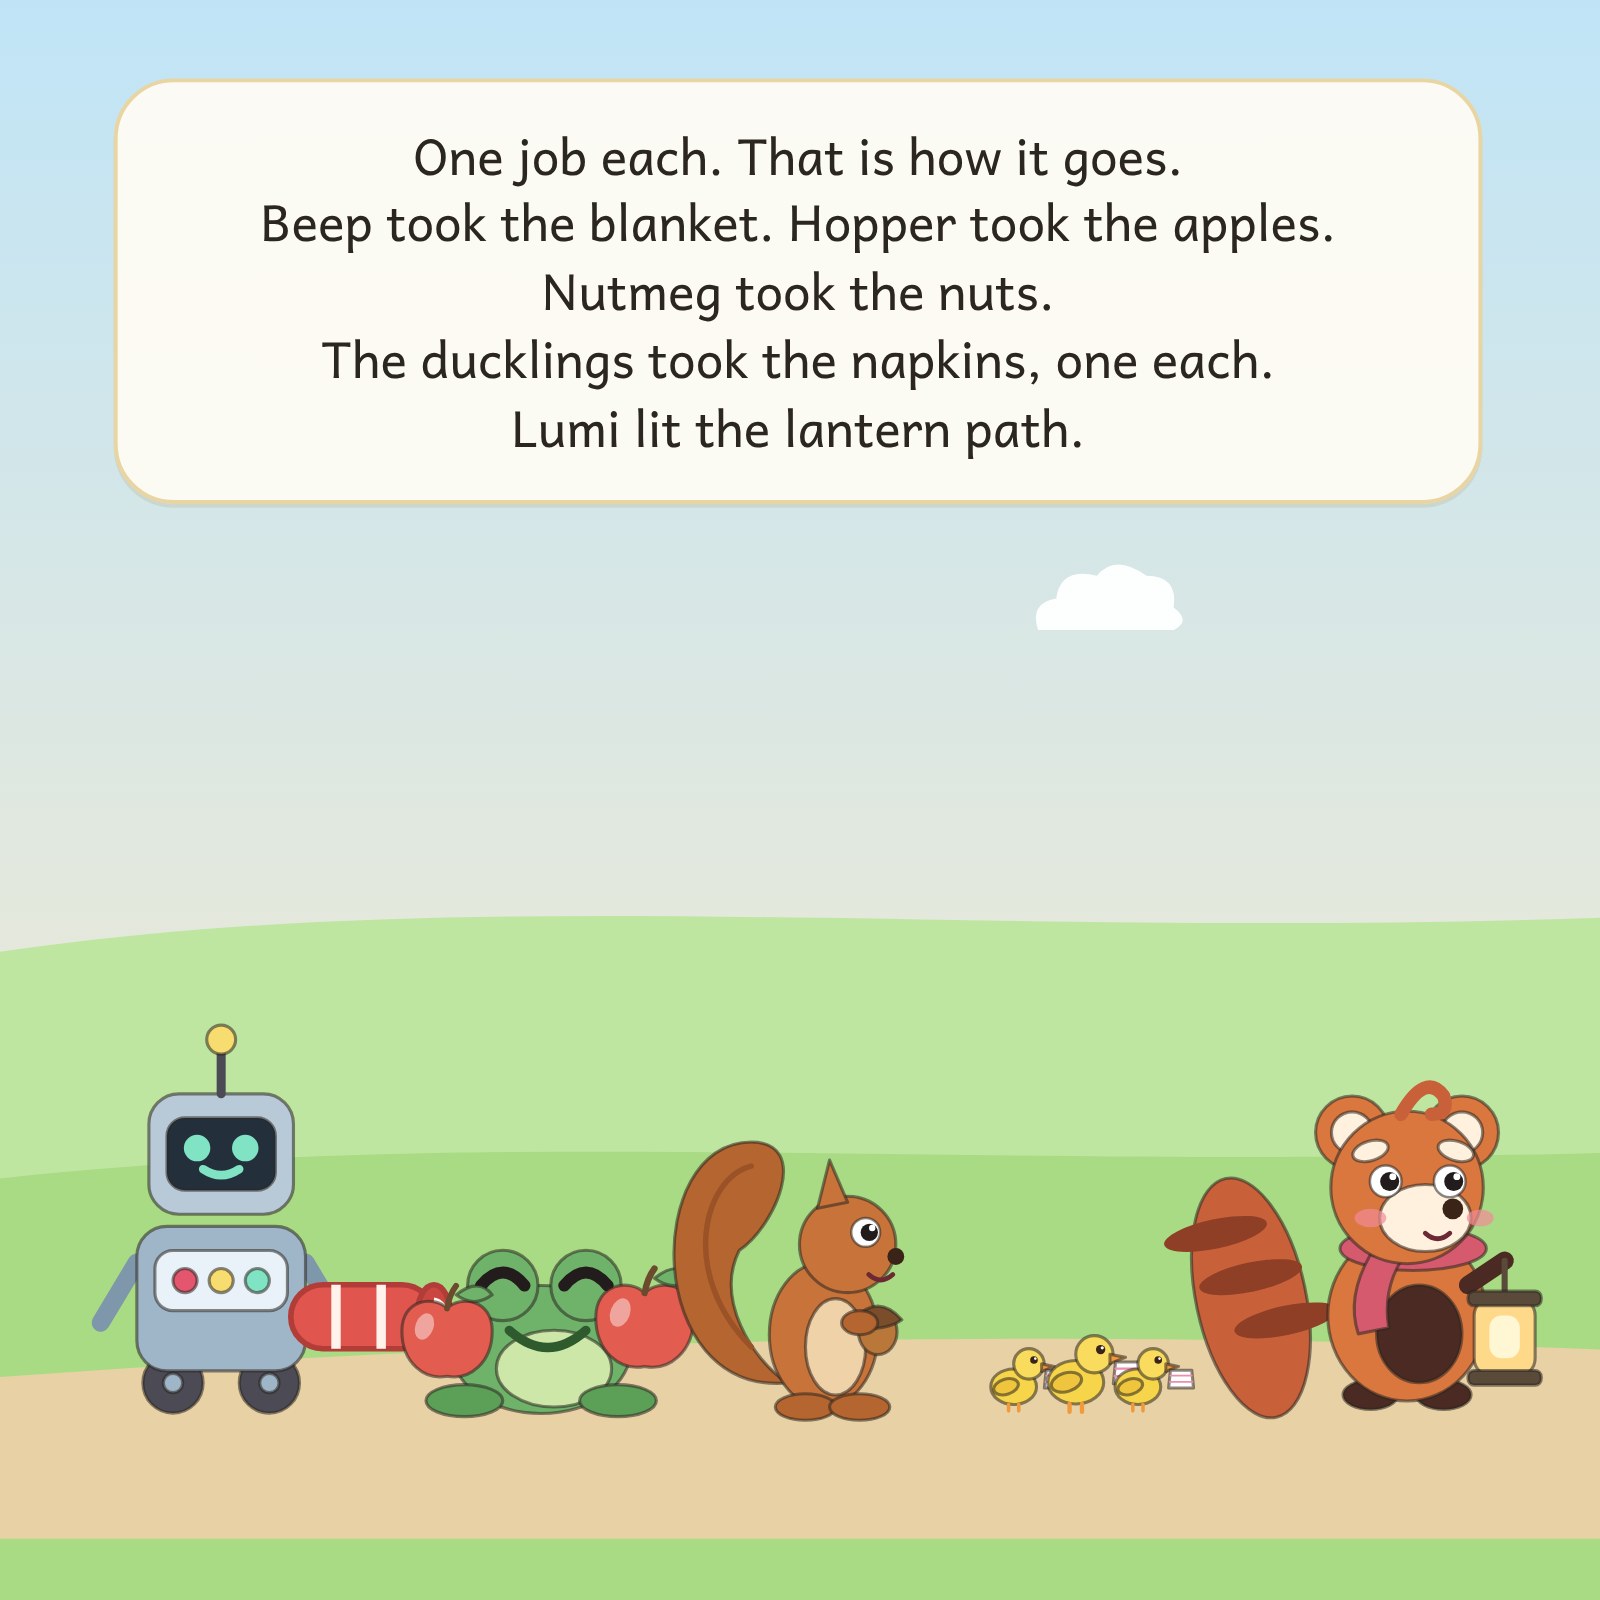 One job each. That is how it goes.
Beep took the blanket. Hopper took the apples.
Nutmeg took the nuts.
The ducklings took the napkins, one each.
Lumi lit the lantern path.